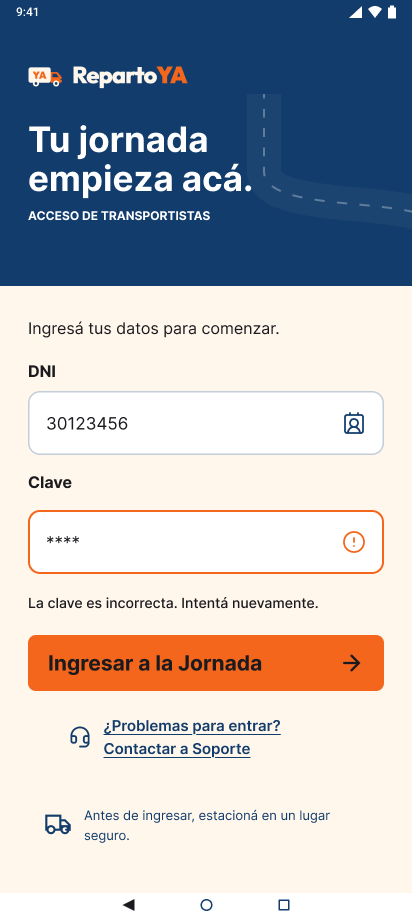 9:41
YA RepartoYA
Tu jornada
empieza acá.
ACCESO DE TRANSPORTISTAS
Ingresá tus datos para comenzar.
DNI
30123456
Clave
****
La clave es incorrecta. Intentá nuevamente.
Ingresar a la Jornada
¿Problemas para entrar?
Contactar a Soporte
Antes de ingresar, estacioná en un lugar
seguro.